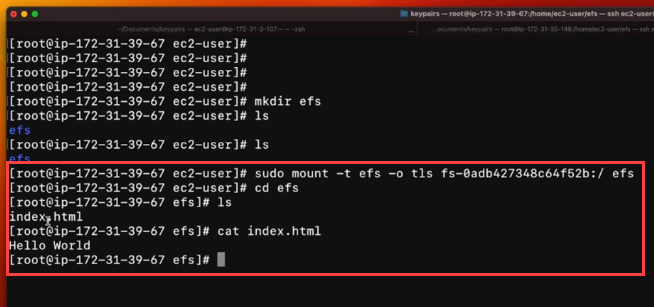 keypairs — root@ip-172-31-39-67:/home/ec2-user/efs — ssh ec2-user
~/Documents/keypairs — ec2-user@ip-172-31-3-107:~ — -zsh
...ocuments/keypairs — root@ip-172-31-35-146:/home/ec2-user/efs — ssh e
[root@ip-172-31-39-67 ec2-user]#
[root@ip-172-31-39-67 ec2-user]#
[root@ip-172-31-39-67 ec2-user]#
[root@ip-172-31-39-67 ec2-user]#
[root@ip-172-31-39-67 ec2-user]# mkdir efs
[root@ip-172-31-39-67 ec2-user]# ls
efs
[root@ip-172-31-39-67 ec2-user]# ls
efs
[root@ip-172-31-39-67 ec2-user]# sudo mount -t efs -o tls fs-0adb427348c64f52b:/ efs
[root@ip-172-31-39-67 ec2-user]# cd efs
[root@ip-172-31-39-67 efs]# ls
index.html
[root@ip-172-31-39-67 efs]# cat index.html
Hello World
[root@ip-172-31-39-67 efs]#